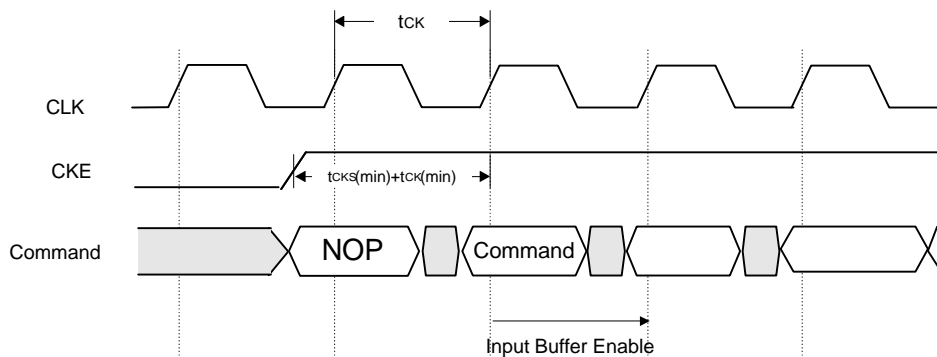 tCK
CLK
CKE
tCKS(min)+tCK(min)
Command
NOP
Command
Input Buffer Enable